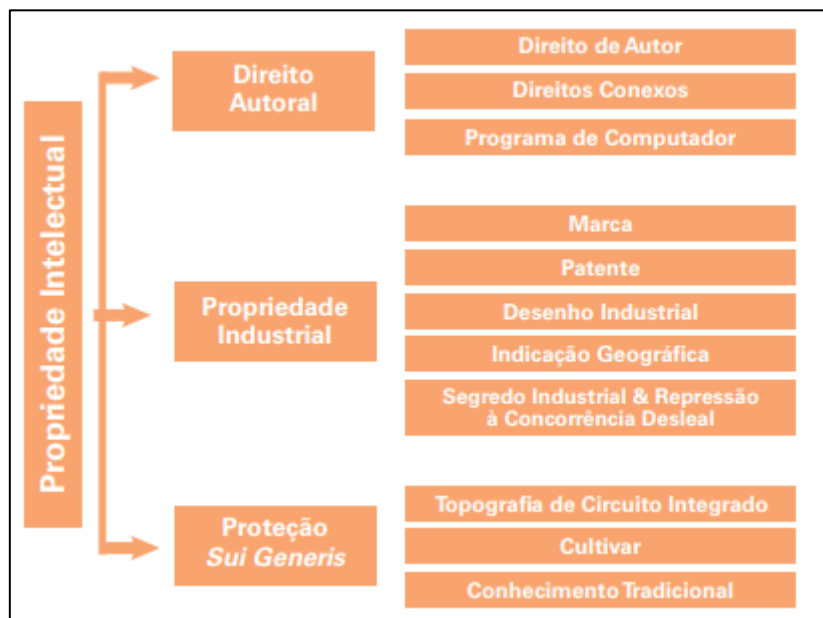 Propiedade Intelectual
Direito
Autoral
Direito de Autor
Direitos Conexos
Programa de Computador
Propriedade
Industrial
Marca
Patente
Desenho Industrial
Indicação Geográfica
Segredo Industrial & Repressão
à Concorrência Desleal
Proteção
Sui Generis
Topografia de Circuito Integrado
Cultivar
Conhecimento Tradicional